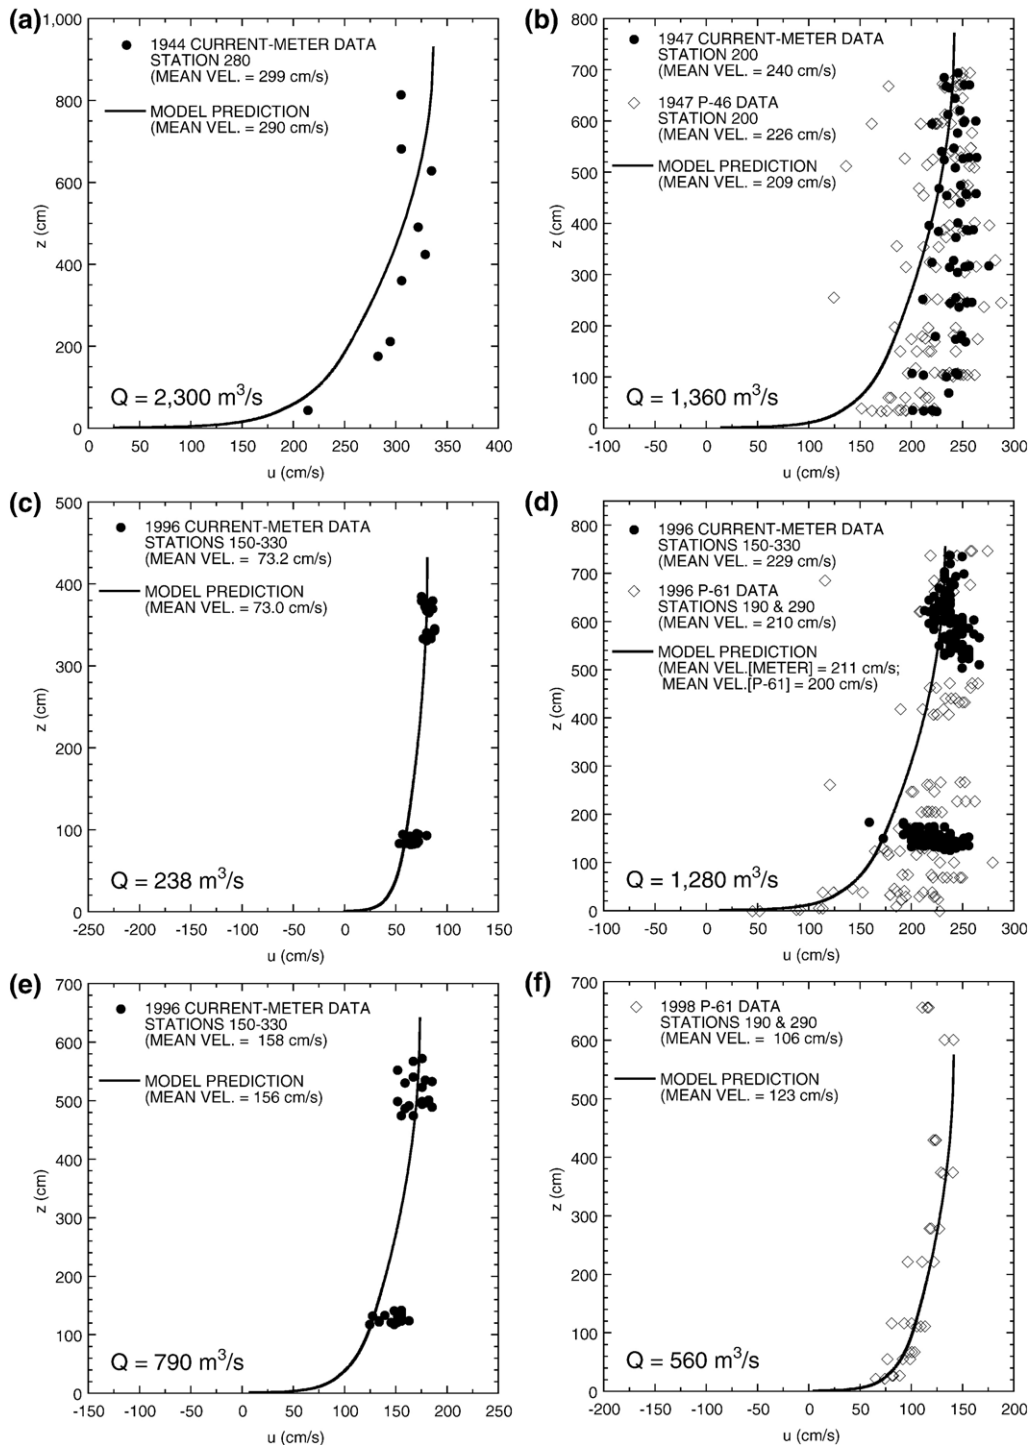 (a)
1,000
800
600
400
200
0
z (cm)
1944 CURRENT-METER DATA
STATION 280
(MEAN VEL. = 299 cm/s)
MODEL PREDICTION
(MEAN VEL. = 290 cm/s)
Q = 2,300 m³/s
0 50 100 150 200 250 300 350 400
u (cm/s)
(b)
800
700
600
500
400
300
200
100
0
z (cm)
1947 CURRENT-METER DATA
STATION 200
(MEAN VEL. = 240 cm/s)
1947 P-46 DATA
STATION 200
(MEAN VEL. = 226 cm/s)
MODEL PREDICTION
(MEAN VEL. = 209 cm/s)
Q = 1,360 m³/s
-100 -50 0 50 100 150 200 250 300
u (cm/s)
(c)
500
400
300
200
100
0
z (cm)
1996 CURRENT-METER DATA
STATIONS 150-330
(MEAN VEL. = 73.2 cm/s)
MODEL PREDICTION
(MEAN VEL. = 73.0 cm/s)
Q = 238 m³/s
-250 -200 -150 -100 -50 0 50 100 150
u (cm/s)
(d)
800
700
600
500
400
300
200
100
0
z (cm)
1996 CURRENT-METER DATA
STATIONS 150-330
(MEAN VEL. = 229 cm/s)
1996 P-61 DATA
STATIONS 190 & 290
(MEAN VEL. = 210 cm/s)
MODEL PREDICTION
(MEAN VEL.[METER] = 211 cm/s;
MEAN VEL.[P-61] = 200 cm/s)
Q = 1,280 m³/s
-100 -50 0 50 100 150 200 250 300
u (cm/s)
(e)
700
600
500
400
300
200
100
0
z (cm)
1996 CURRENT-METER DATA
STATIONS 150-330
(MEAN VEL. = 158 cm/s)
MODEL PREDICTION
(MEAN VEL. = 156 cm/s)
Q = 790 m³/s
-150 -100 -50 0 50 100 150 200 250
u (cm/s)
(f)
700
600
500
400
300
200
100
0
z (cm)
1998 P-61 DATA
STATIONS 190 & 290
(MEAN VEL. = 106 cm/s)
MODEL PREDICTION
(MEAN VEL. = 123 cm/s)
Q = 560 m³/s
-200 -150 -100 -50 0 50 100 150 200
u (cm/s)